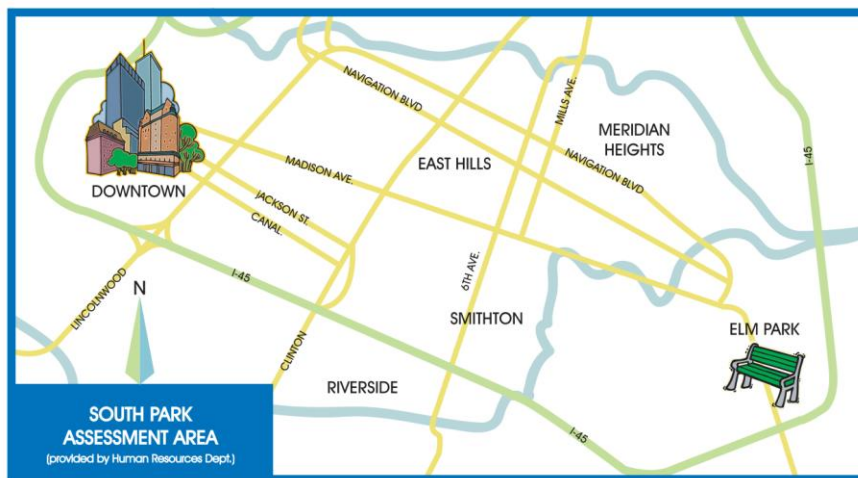 NAVIGATION BLVD
MILLS AVE.
MERIDIAN
HEIGHTS
I-45
EAST HILLS
NAVIGATION BLVD
MADISON AVE.
DOWNTOWN
JACKSON ST.
CANAL
I-45
LINCOLNWOOD
N
6TH AVE.
SMITHTON
ELM PARK
CLINTON
RIVERSIDE
I-45
SOUTH PARK
ASSESSMENT AREA
(provided by Human Resources Dept.)